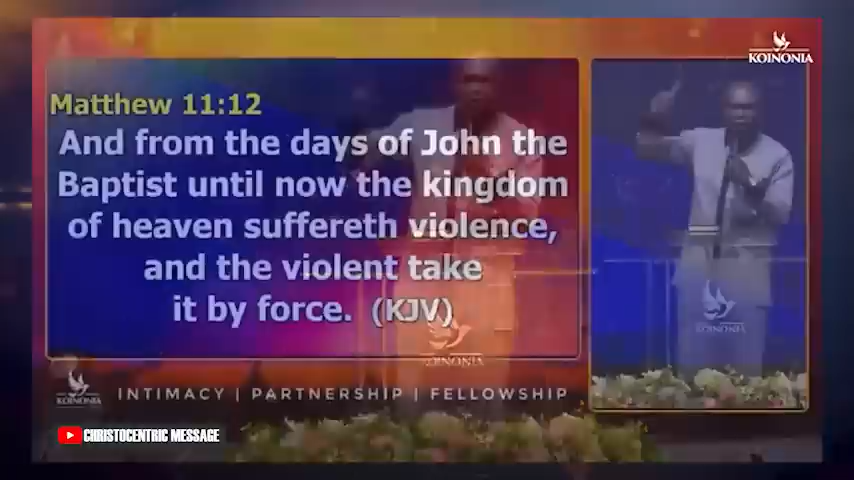 KOINONIA
Matthew 11:12
And from the days of John the
Baptist until now the kingdom
of heaven suffereth violence,
and the violent take
it by force. (KJV)
KOINONIA
KOINONIA
KOINONIA
INTIMACY | PARTNERSHIP | FELLOWSHIP
CHRISTOCENTRIC MESSAGE